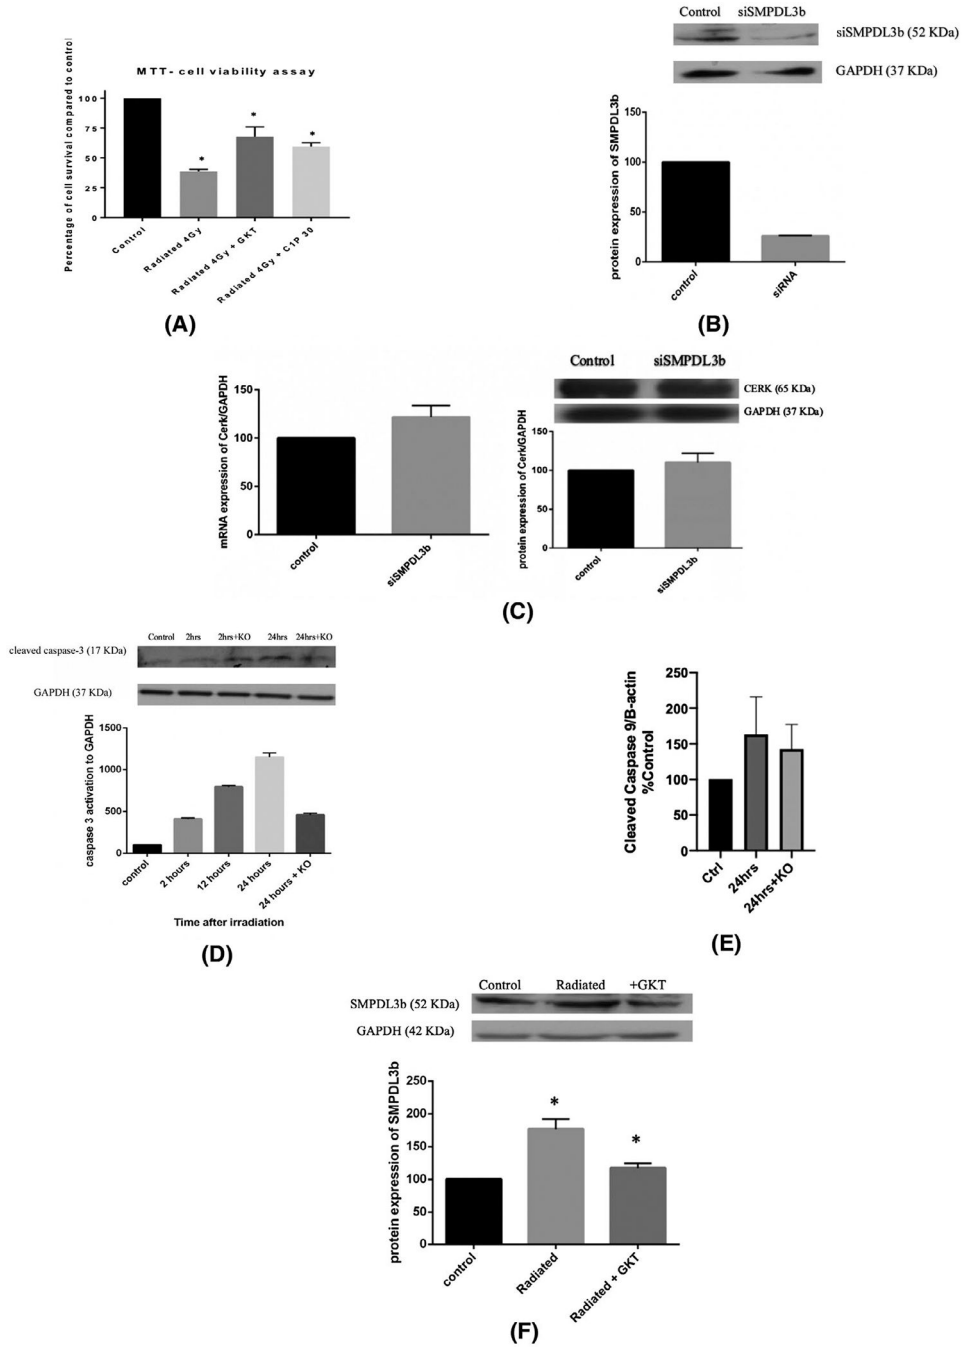 MTT- cell viability assay
Percentage of cell survival compared to control
100
75
50
25
0
Control
Radiated 4Gy
Radiated 4Gy + GKT
Radiated 4Gy + C1P 30
*
*
*
(A)
Control siSMPDL3b
siSMPDL3b (52 KDa)
GAPDH (37 KDa)
protein expression of SMPDL3b
150
100
50
0
control
siRNA
(B)
mRNA expression of Cerk/GAPDH
150
100
50
0
control
siSMPDL3b
Control siSMPDL3b
CERK (65 KDa)
GAPDH (37 KDa)
protein expression of Cerk/GAPDH
150
100
50
0
control
siSMPDL3b
(C)
Control 2hrs 2hrs+KO 24hrs 24hrs+KO
cleaved caspase-3 (17 KDa)
GAPDH (37 KDa)
caspase 3 activation to GAPDH
1500
1000
500
0
control
2 hours
12 hours
24 hours
24 hours + KO
Time after irradiation
(D)
Cleaved Caspase 9/B-actin
%Control
250
200
150
100
50
0
Ctrl
24hrs
24hrs+KO
(E)
Control Radiated +GKT
SMPDL3b (52 KDa)
GAPDH (42 KDa)
protein expression of SMPDL3b
250
200
150
100
50
0
*
*
control
Radiated
Radiated + GKT
(F)